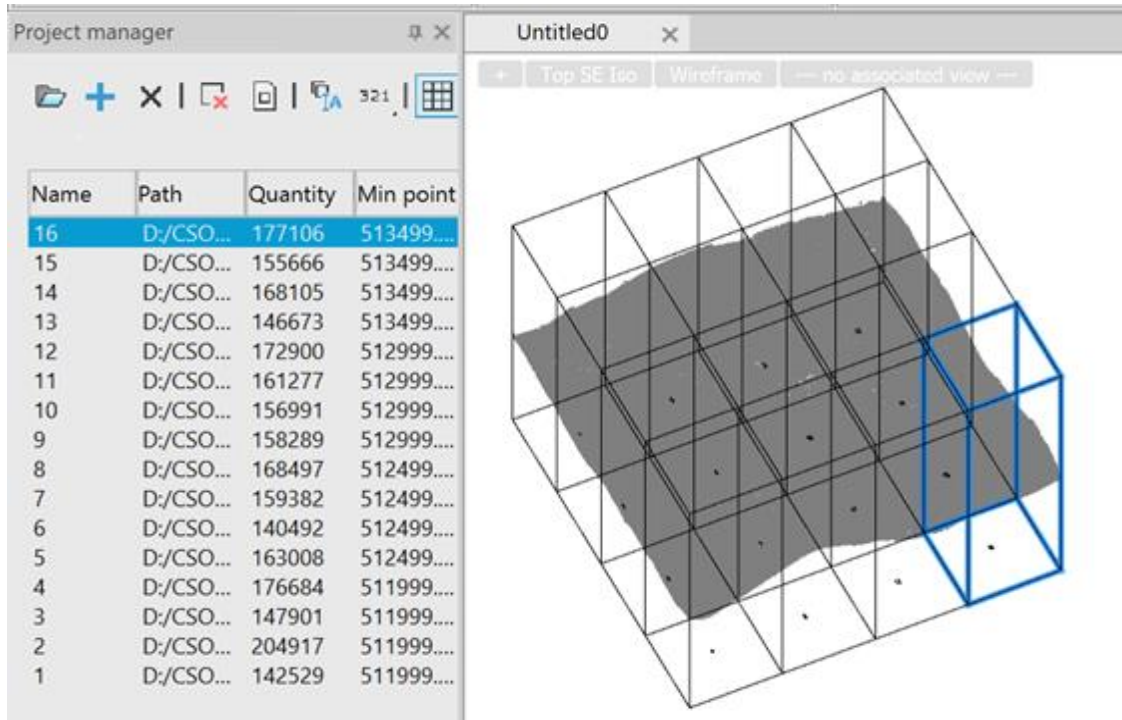 Project manager
Untitled0
+ Top SE Iso Wireframe --- no associated view ---
321
Name Path Quantity Min point
16 D:/CSO... 177106 513499....
15 D:/CSO... 155666 513499....
14 D:/CSO... 168105 513499....
13 D:/CSO... 146673 513499....
12 D:/CSO... 172900 512999....
11 D:/CSO... 161277 512999....
10 D:/CSO... 156991 512999....
9 D:/CSO... 158289 512999....
8 D:/CSO... 168497 512499....
7 D:/CSO... 159382 512499....
6 D:/CSO... 140492 512499....
5 D:/CSO... 163008 512499....
4 D:/CSO... 176684 511999....
3 D:/CSO... 147901 511999....
2 D:/CSO... 204917 511999....
1 D:/CSO... 142529 511999....